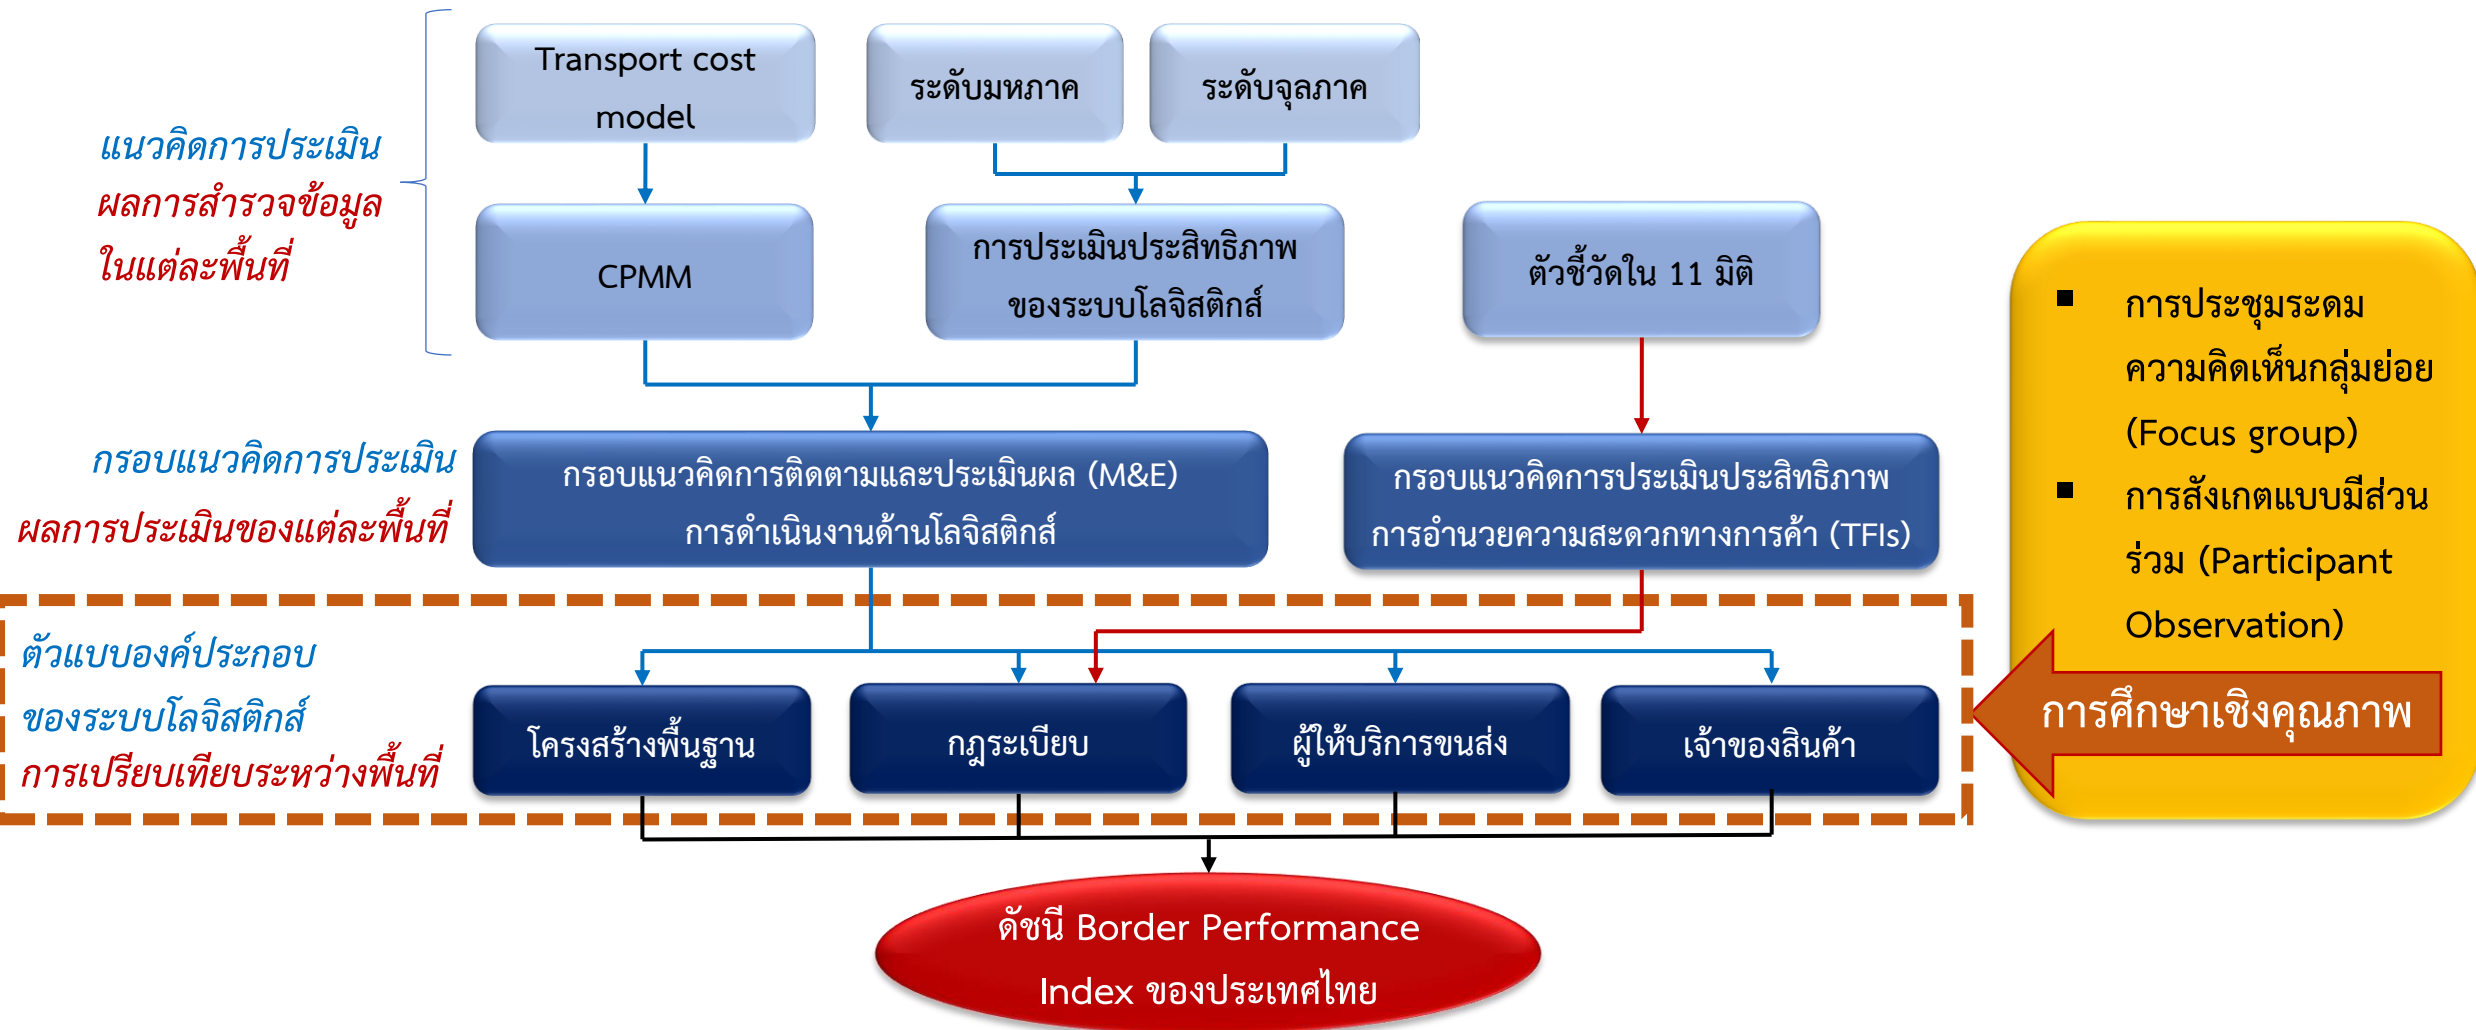 Transport cost
model
ระดับมหภาค
ระดับจุลภาค
แนวคิดการประเมิน
ผลการสำรวจข้อมูล
ในแต่ละพื้นที่
CPMM
การประเมินประสิทธิภาพ
ของระบบโลจิสติกส์
ตัวชี้วัดใน 11 มิติ
กรอบแนวคิดการประเมิน
ผลการประเมินของแต่ละพื้นที่
กรอบแนวคิดการติดตามและประเมินผล (M&E)
การดำเนินงานด้านโลจิสติกส์
กรอบแนวคิดการประเมินประสิทธิภาพ
การอำนวยความสะดวกทางการค้า (TFIs)
ตัวแบบองค์ประกอบ
ของระบบโลจิสติกส์
การเปรียบเทียบระหว่างพื้นที่
โครงสร้างพื้นฐาน
กฎระเบียบ
ผู้ให้บริการขนส่ง
เจ้าของสินค้า
▪ การประชุมระดม
ความคิดเห็นกลุ่มย่อย
(Focus group)
▪ การสังเกตแบบมีส่วน
ร่วม (Participant
Observation)
การศึกษาเชิงคุณภาพ
ดัชนี Border Performance
Index ของประเทศไทย